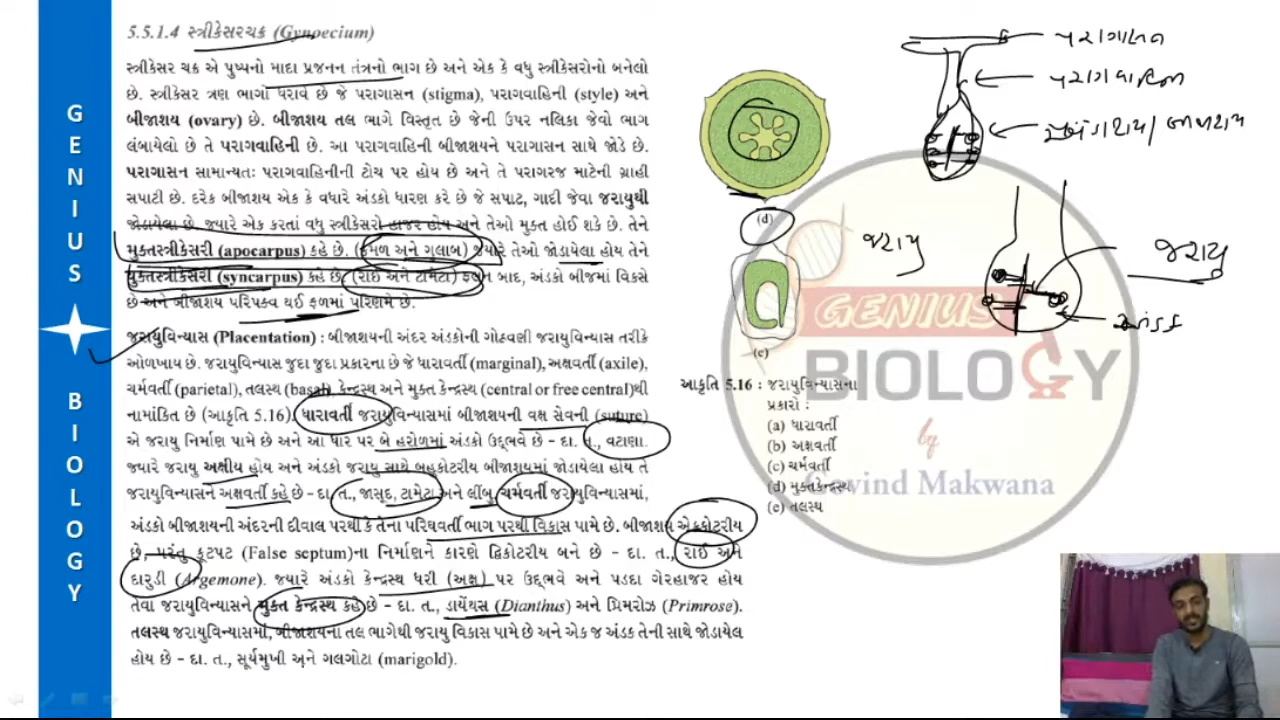 GENIUS
BIOLOGY
5.5.1.4 સ્ત્રીકેસરચક્ર (Gynoecium)
સ્ત્રીકેસર ચક્ર એ પુષ્પનો માદા પ્રજનન તંત્રનો ભાગ છે અને એક કે વધુ સ્ત્રીકેસરોનો બનેલો
છે. સ્ત્રીકેસર ત્રણ ભાગો ધરાવે છે જે પરાગાસન (stigma), પરાગવાહિની (style) અને
બીજાશય (ovary) છે. બીજાશય તલ ભાગે વિસ્તૃત છે જેની ઉપર નલિકા જેવો ભાગ
લંબાયેલો છે તે પરાગવાહિની છે. આ પરાગવાહિની બીજાશયને પરાગાસન સાથે જોડે છે.
પરાગાસન સામાન્યતઃ પરાગવાહિનીની ટોચ પર હોય છે અને તે પરાગરજ માટેની ગ્રાહી
સપાટી છે. દરેક બીજાશય એક કે વધારે અંડકો ધારણ કરે છે જે સપાટ, ગાદી જેવા જરાયુથી
જોડાયેલા છે. જ્યારે એક કરતાં વધુ સ્ત્રીકેસરો હાજર હોય અને તેઓ મુક્ત હોઈ શકે છે. તેને
મુક્તસ્ત્રીકેસરી (apocarpus) કહે છે. (કમળ અને ગુલાબ) જ્યારે તેઓ જોડાયેલા હોય તેને
યુક્તસ્ત્રીકેસરી (syncarpus) કહે છે. (રાઈ અને ટામેટા) ફલન બાદ, અંડકો બીજમાં વિકસે
છે અને બીજાશય પરિપક્વ થઈ ફળમાં પરિણમે છે.
જરાયુવિન્યાસ (Placentation) : બીજાશયની અંદર અંડકોની ગોઠવણી જરાયુવિન્યાસ તરીકે
ઓળખાય છે. જરાયુવિન્યાસ જુદા જુદા પ્રકારના છે જે ધારાવર્તી (marginal), અક્ષવર્તી (axile),
ચર્મવર્તી (parietal), તલસ્થ (basal) કેન્દ્રસ્થ અને મુક્ત કેન્દ્રસ્થ (central or free central)થી
નામાંકિત છે (આકૃતિ 5.16). ધારાવર્તી જરાયુવિન્યાસમાં બીજાશયની વક્ષ સેવની (suture)
એ જરાયુ નિર્માણ પામે છે અને આ ધાર પર બે હરોળમાં અંડકો ઉદ્ભવે છે – દા. ત., વટાણા.
જ્યારે જરાયુ અક્ષીય હોય અને અંડકો જરાયુ સાથે બહુકોટરીય બીજાશયમાં જોડાયેલા હોય તે
જરાયુવિન્યાસને અક્ષવર્તી કહે છે – દા. ત., જાસૂદ, ટામેટા અને લીંબુ. ચર્મવર્તી જરાયુવિન્યાસમાં,
અંડકો બીજાશયની અંદરની દીવાલ પરથી કે તેના પરિઘવર્તી ભાગ પરથી વિકાસ પામે છે. બીજાશય એકકોટરીય
છે, પરંતુ કૂટપટ (False septum)ના નિર્માણને કારણે દ્વિકોટરીય બને છે – દા. ત., રાઈ અને
દારુડી (Argemone). જ્યારે અંડકો કેન્દ્રસ્થ ધરી (અક્ષ) પર ઉદ્ભવે અને પડદા ગેરહાજર હોય
તેવા જરાયુવિન્યાસને મુક્ત કેન્દ્રસ્થ કહે છે – દા. ત., ડાયેંથસ (Dianthus) અને પ્રિમરોઝ (Primrose).
તલસ્થ જરાયુવિન્યાસમાં, બીજાશયના તલ ભાગેથી જરાયુ વિકાસ પામે છે અને એક જ અંડક તેની સાથે જોડાયેલ
હોય છે – દા. ત., સૂર્યમુખી અને ગલગોટા (marigold).
પરાગાસન
પરાગવાહિની
(d)
જરાયુ
જરાયુ
અંડક
(e)
GENIUS
BIOLOGY
by
Govind Makwana
આકૃતિ 5.16 : જરાયુવિન્યાસના
પ્રકારો :
(a) ધારાવર્તી
(b) અક્ષવર્તી
(c) ચર્મવર્તી
(d) મુક્તકેન્દ્રસ્થ
(e) તલસ્થ